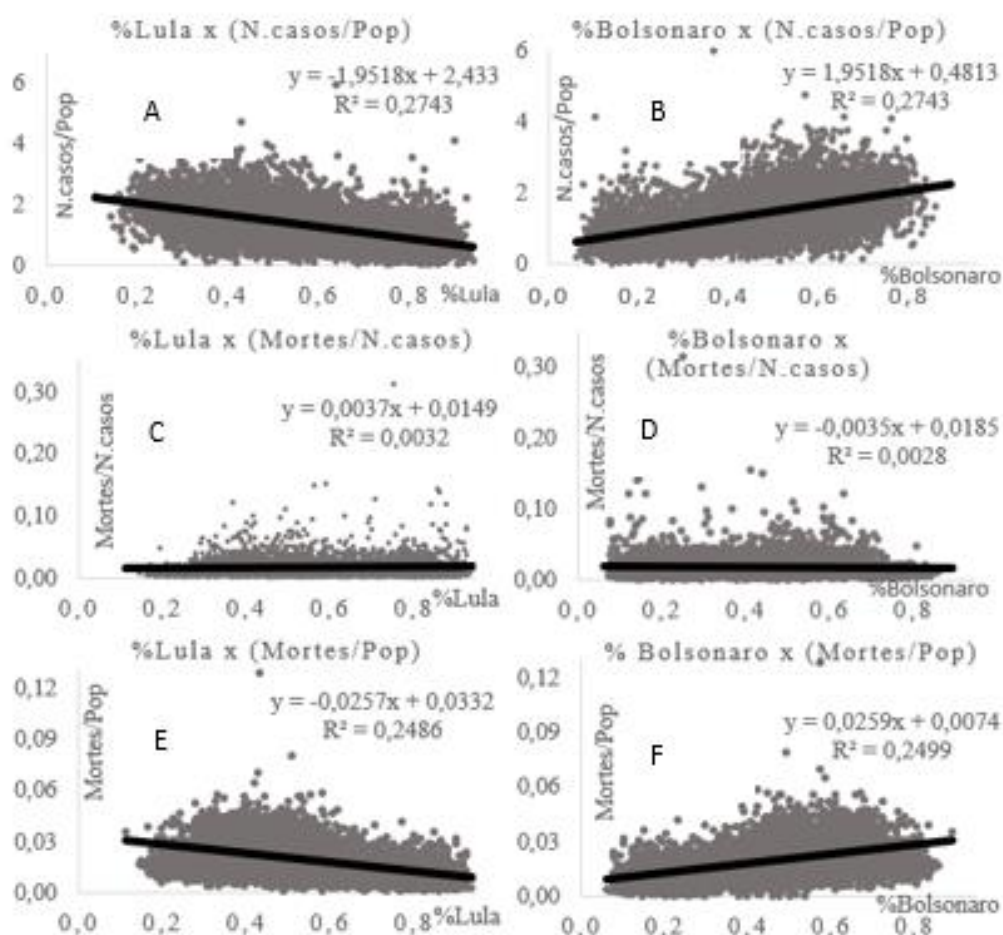 %Lula x (N.casos/Pop)
y = -1,9518x + 2,433
R² = 0,2743
A
N.casos/Pop
6
4
2
0
0,0 0,2 0,4 0,6 0,8 %Lula
%Bolsonaro x (N.casos/Pop)
y = 1,9518x + 0,4813
R² = 0,2743
B
N.casos/Pop
6
4
2
0
0,0 0,2 0,4 0,6 0,8
%Bolsonaro
%Lula x (Mortes/N.casos)
y = 0,0037x + 0,0149
R² = 0,0032
C
Mortes/N.casos
0,30
0,20
0,10
0,00
0,0 0,2 0,4 0,6 0,8 %Lula
%Bolsonaro x
(Mortes/N.casos)
y = -0,0035x + 0,0185
R² = 0,0028
D
Mortes/N.casos
0,30
0,20
0,10
0,00
0,0 0,2 0,4 0,6 0,8
%Bolsonaro
%Lula x (Mortes/Pop)
y = -0,0257x + 0,0332
R² = 0,2486
E
Mortes/Pop
0,12
0,09
0,06
0,03
0,00
0,0 0,2 0,4 0,6 0,8 %Lula
% Bolsonaro x (Mortes/Pop)
y = 0,0259x + 0,0074
R² = 0,2499
F
Mortes/Pop
0,12
0,09
0,06
0,03
0,00
0,0 0,2 0,4 0,6 0,8
%Bolsonaro